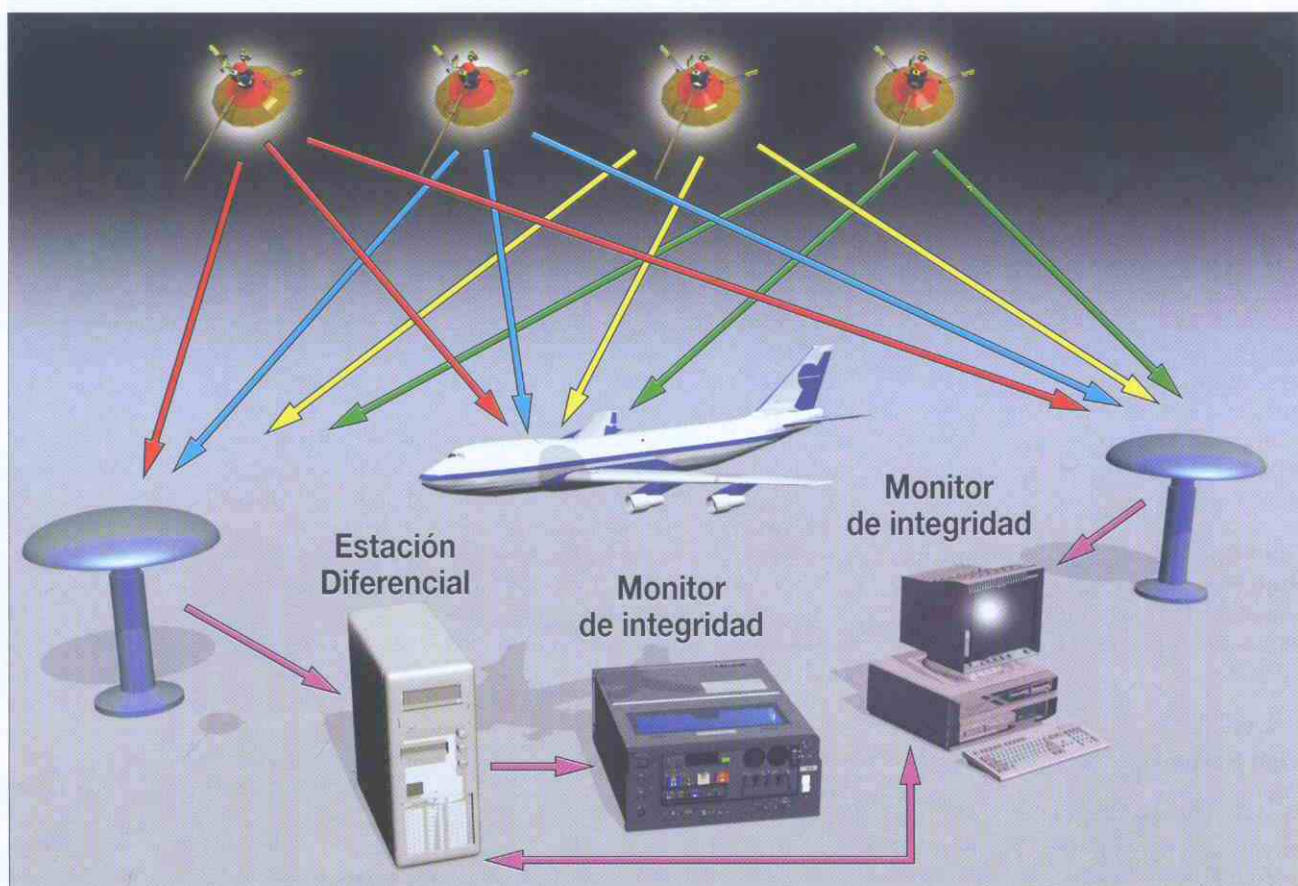 Estación
Diferencial
Monitor
de integridad
Monitor
de integridad